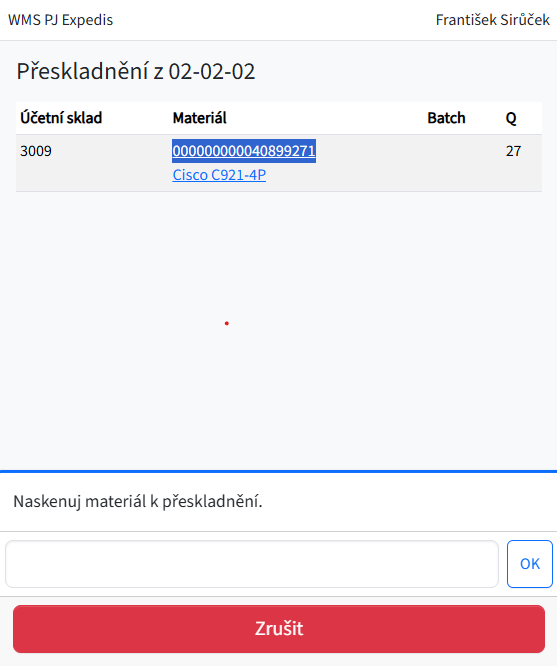 WMS PJ Expedis František Sirůček
Přeskladnění z 02-02-02
Účetní sklad Materiál Batch Q
3009 000000000040899271 27
Cisco C921-4P
Naskenuj materiál k přeskladnění.
OK
Zrušit